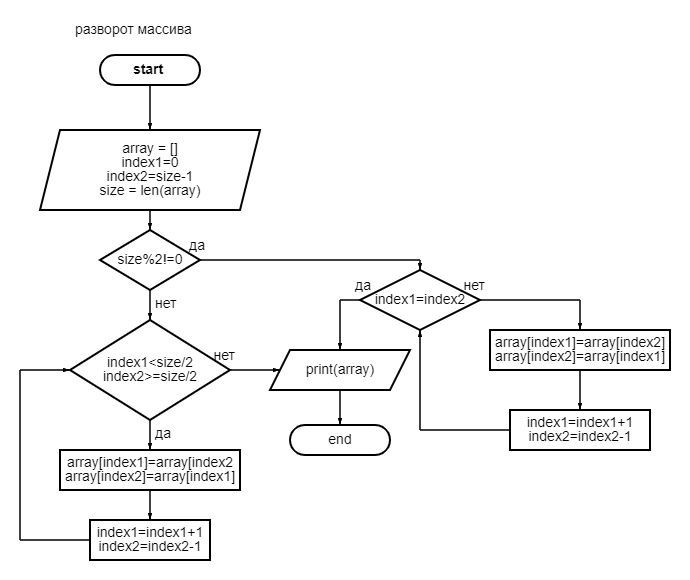 разворот массива
start
array = []
index1=0
index2=size-1
size = len(array)
size%2!=0
да
нет
index1=index2
да
нет
array[index1]=array[index2]
array[index2]=array[index1]
index1=index1+1
index2=index2-1
index1<size/2
index2>=size/2
нет
да
print(array)
end
array[index1]=array[index2
array[index2]=array[index1]
index1=index1+1
index2=index2-1